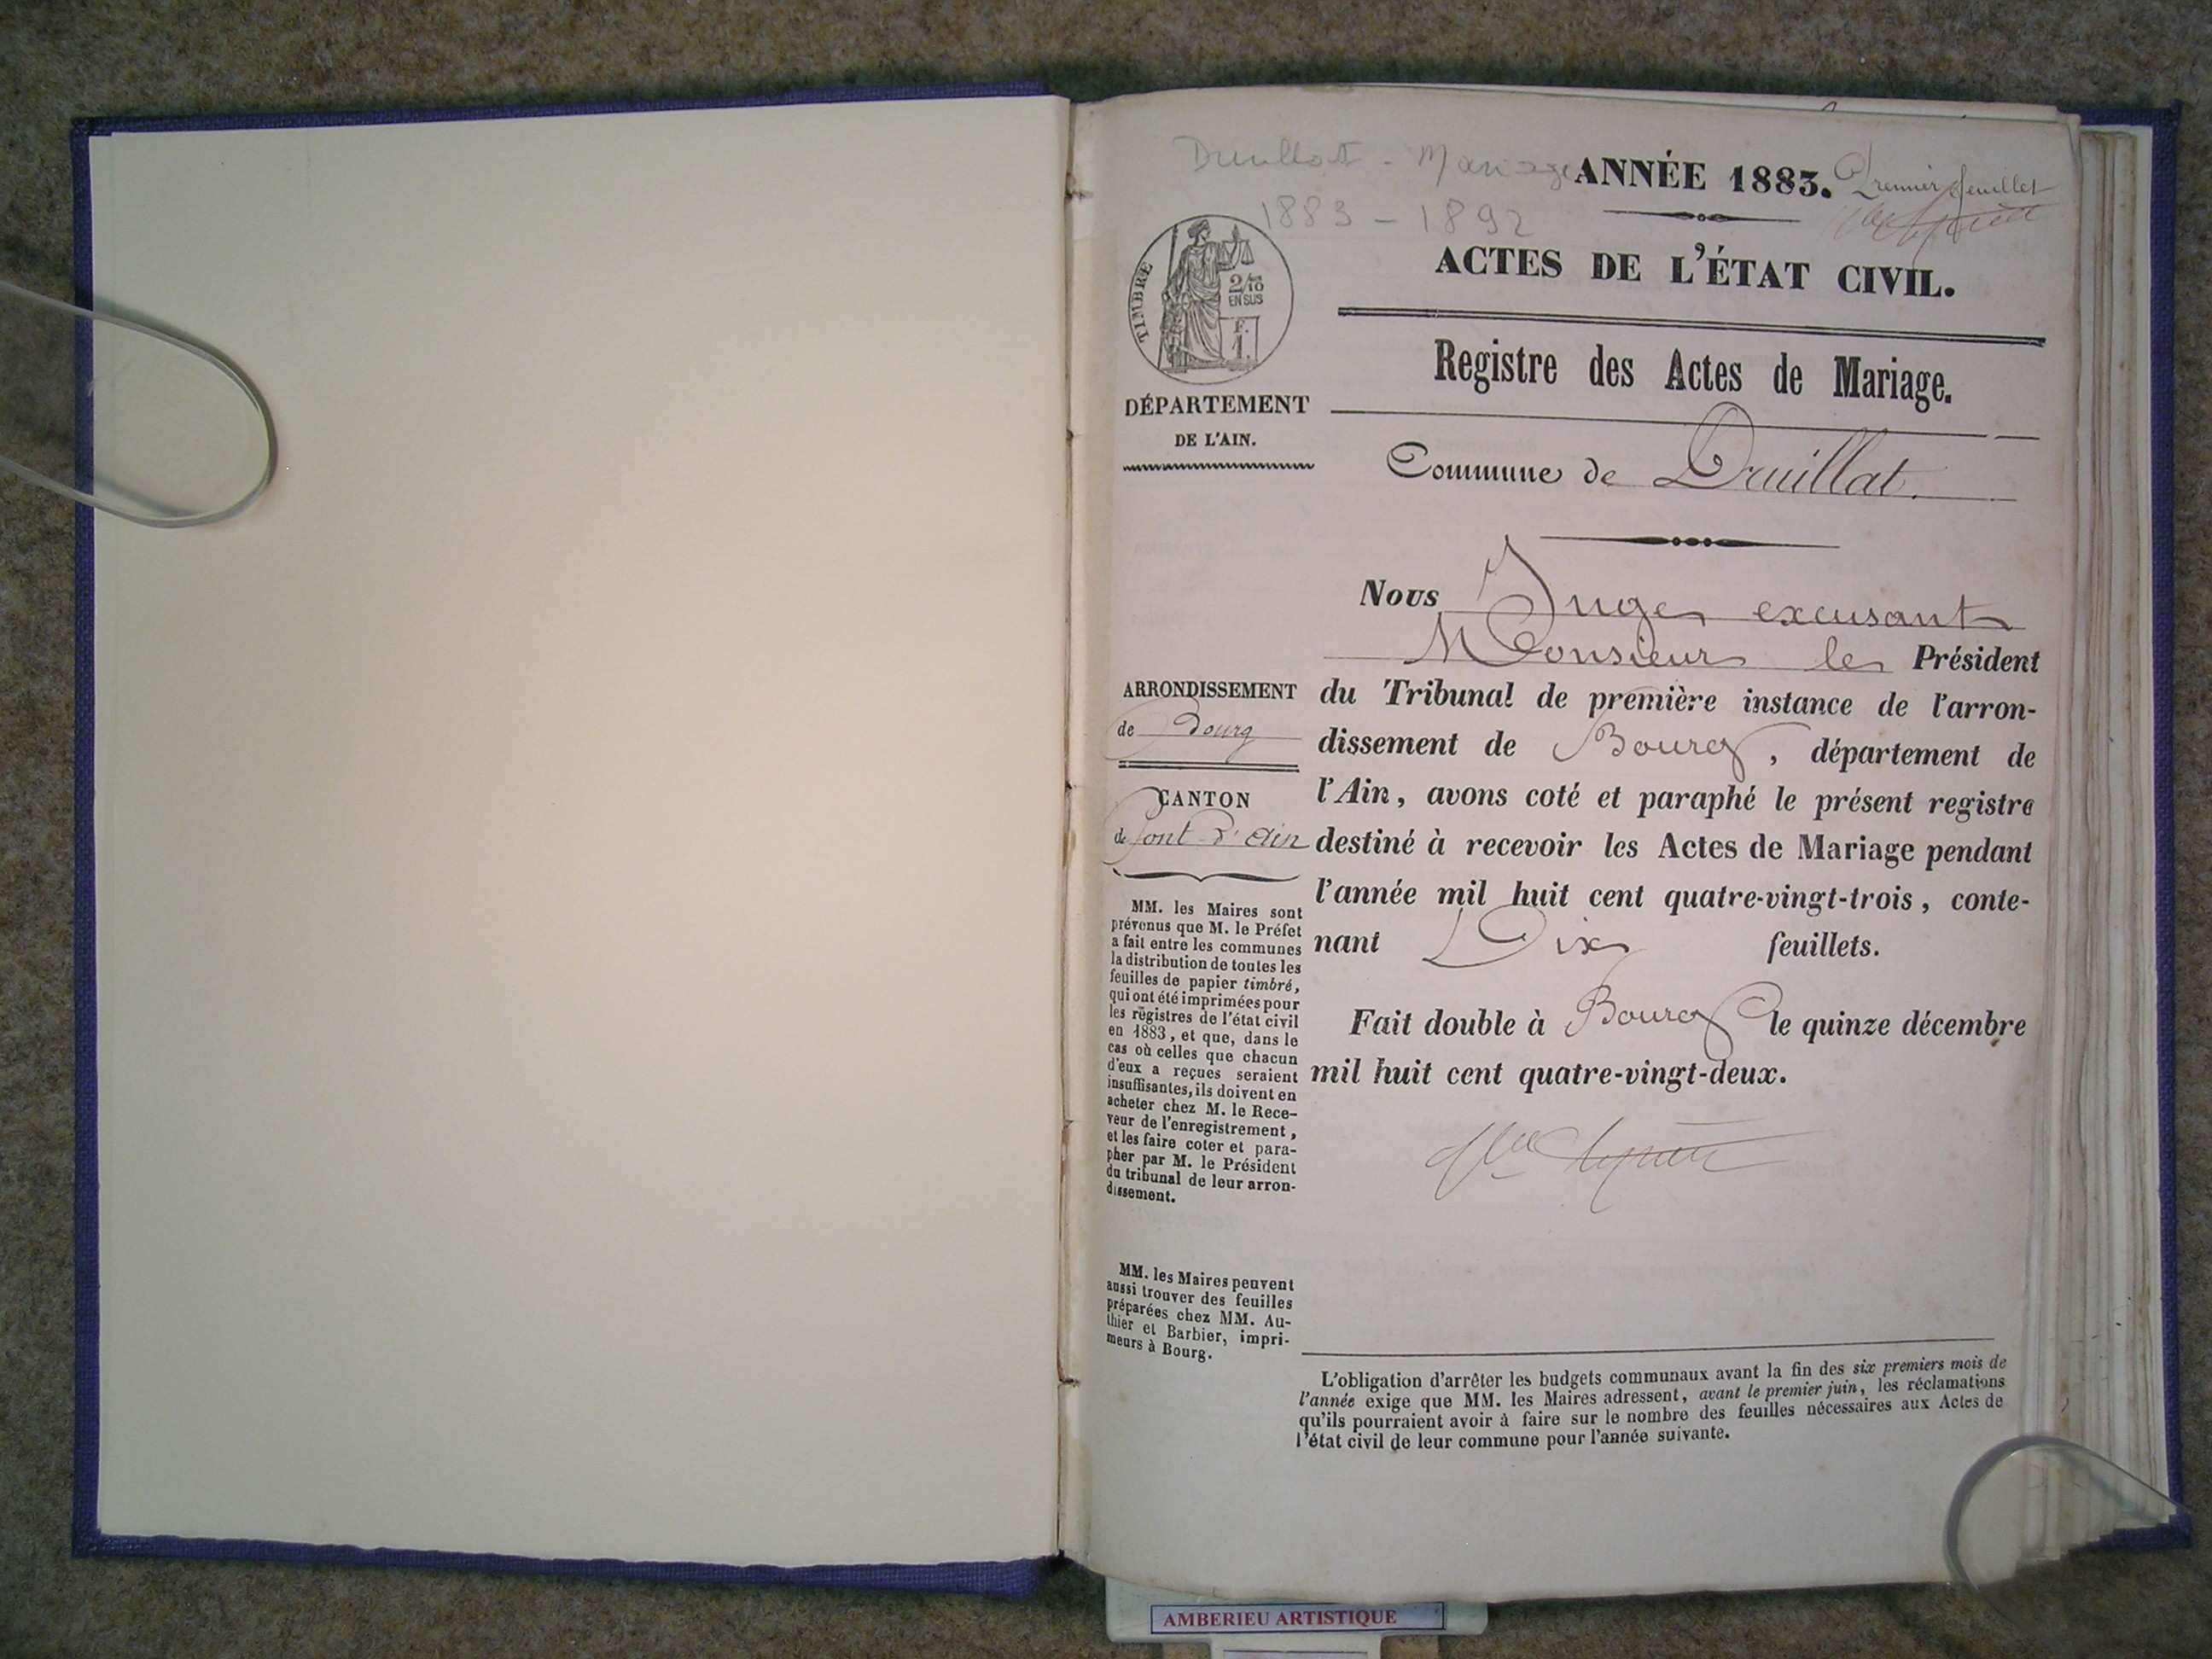 Druillat - Mariage
1883 - 1892
ANNÉE 1883.
Premier feuillet
ACTES DE L'ÉTAT CIVIL.
TIMBRE
2/10
EN SUS
f.
1.
Registre des Actes de Mariage.
DÉPARTEMENT
DE L'AIN.
Commune de Druillat.
Nous Juge excusant
Monsieur le Président
du Tribunal de première instance de l'arron-
dissement de Bourg, département de
l'Ain, avons coté et paraphé le présent registre
destiné à recevoir les Actes de Mariage pendant
l'année mil huit cent quatre-vingt-trois, conte-
nant Dix feuillets.
Fait double à Bourg le quinze décembre
mil huit cent quatre-vingt-deux.
ARRONDISSEMENT
de Bourg
CANTON
de Pont-d'Ain
MM. les Maires sont
prévenus que M. le Préfet
a fait entre les communes
la distribution de toutes les
feuilles de papier timbré,
qui ont été imprimées pour
les régistres de l'état civil
en 1883, et que, dans le
cas où celles que chacun
d'eux a reçues seraient
insuffisantes, ils doivent en
acheter chez M. le Rece-
veur de l'enregistrement,
et les faire coter et para-
pher par M. le Président
du tribunal de leur arron-
dissement.
MM. les Maires peuvent
aussi trouver des feuilles
préparées chez MM. Au-
thier et Barbier, impri-
meurs à Bourg.
L'obligation d'arrêter les budgets communaux avant la fin des six premiers mois de
l'année exige que MM. les Maires adressent, avant le premier juin, les réclamations
qu'ils pourraient avoir à faire sur le nombre des feuilles nécessaires aux Actes de
l'état civil de leur commune pour l'année suivante.
AMBERIEU ARTISTIQUE